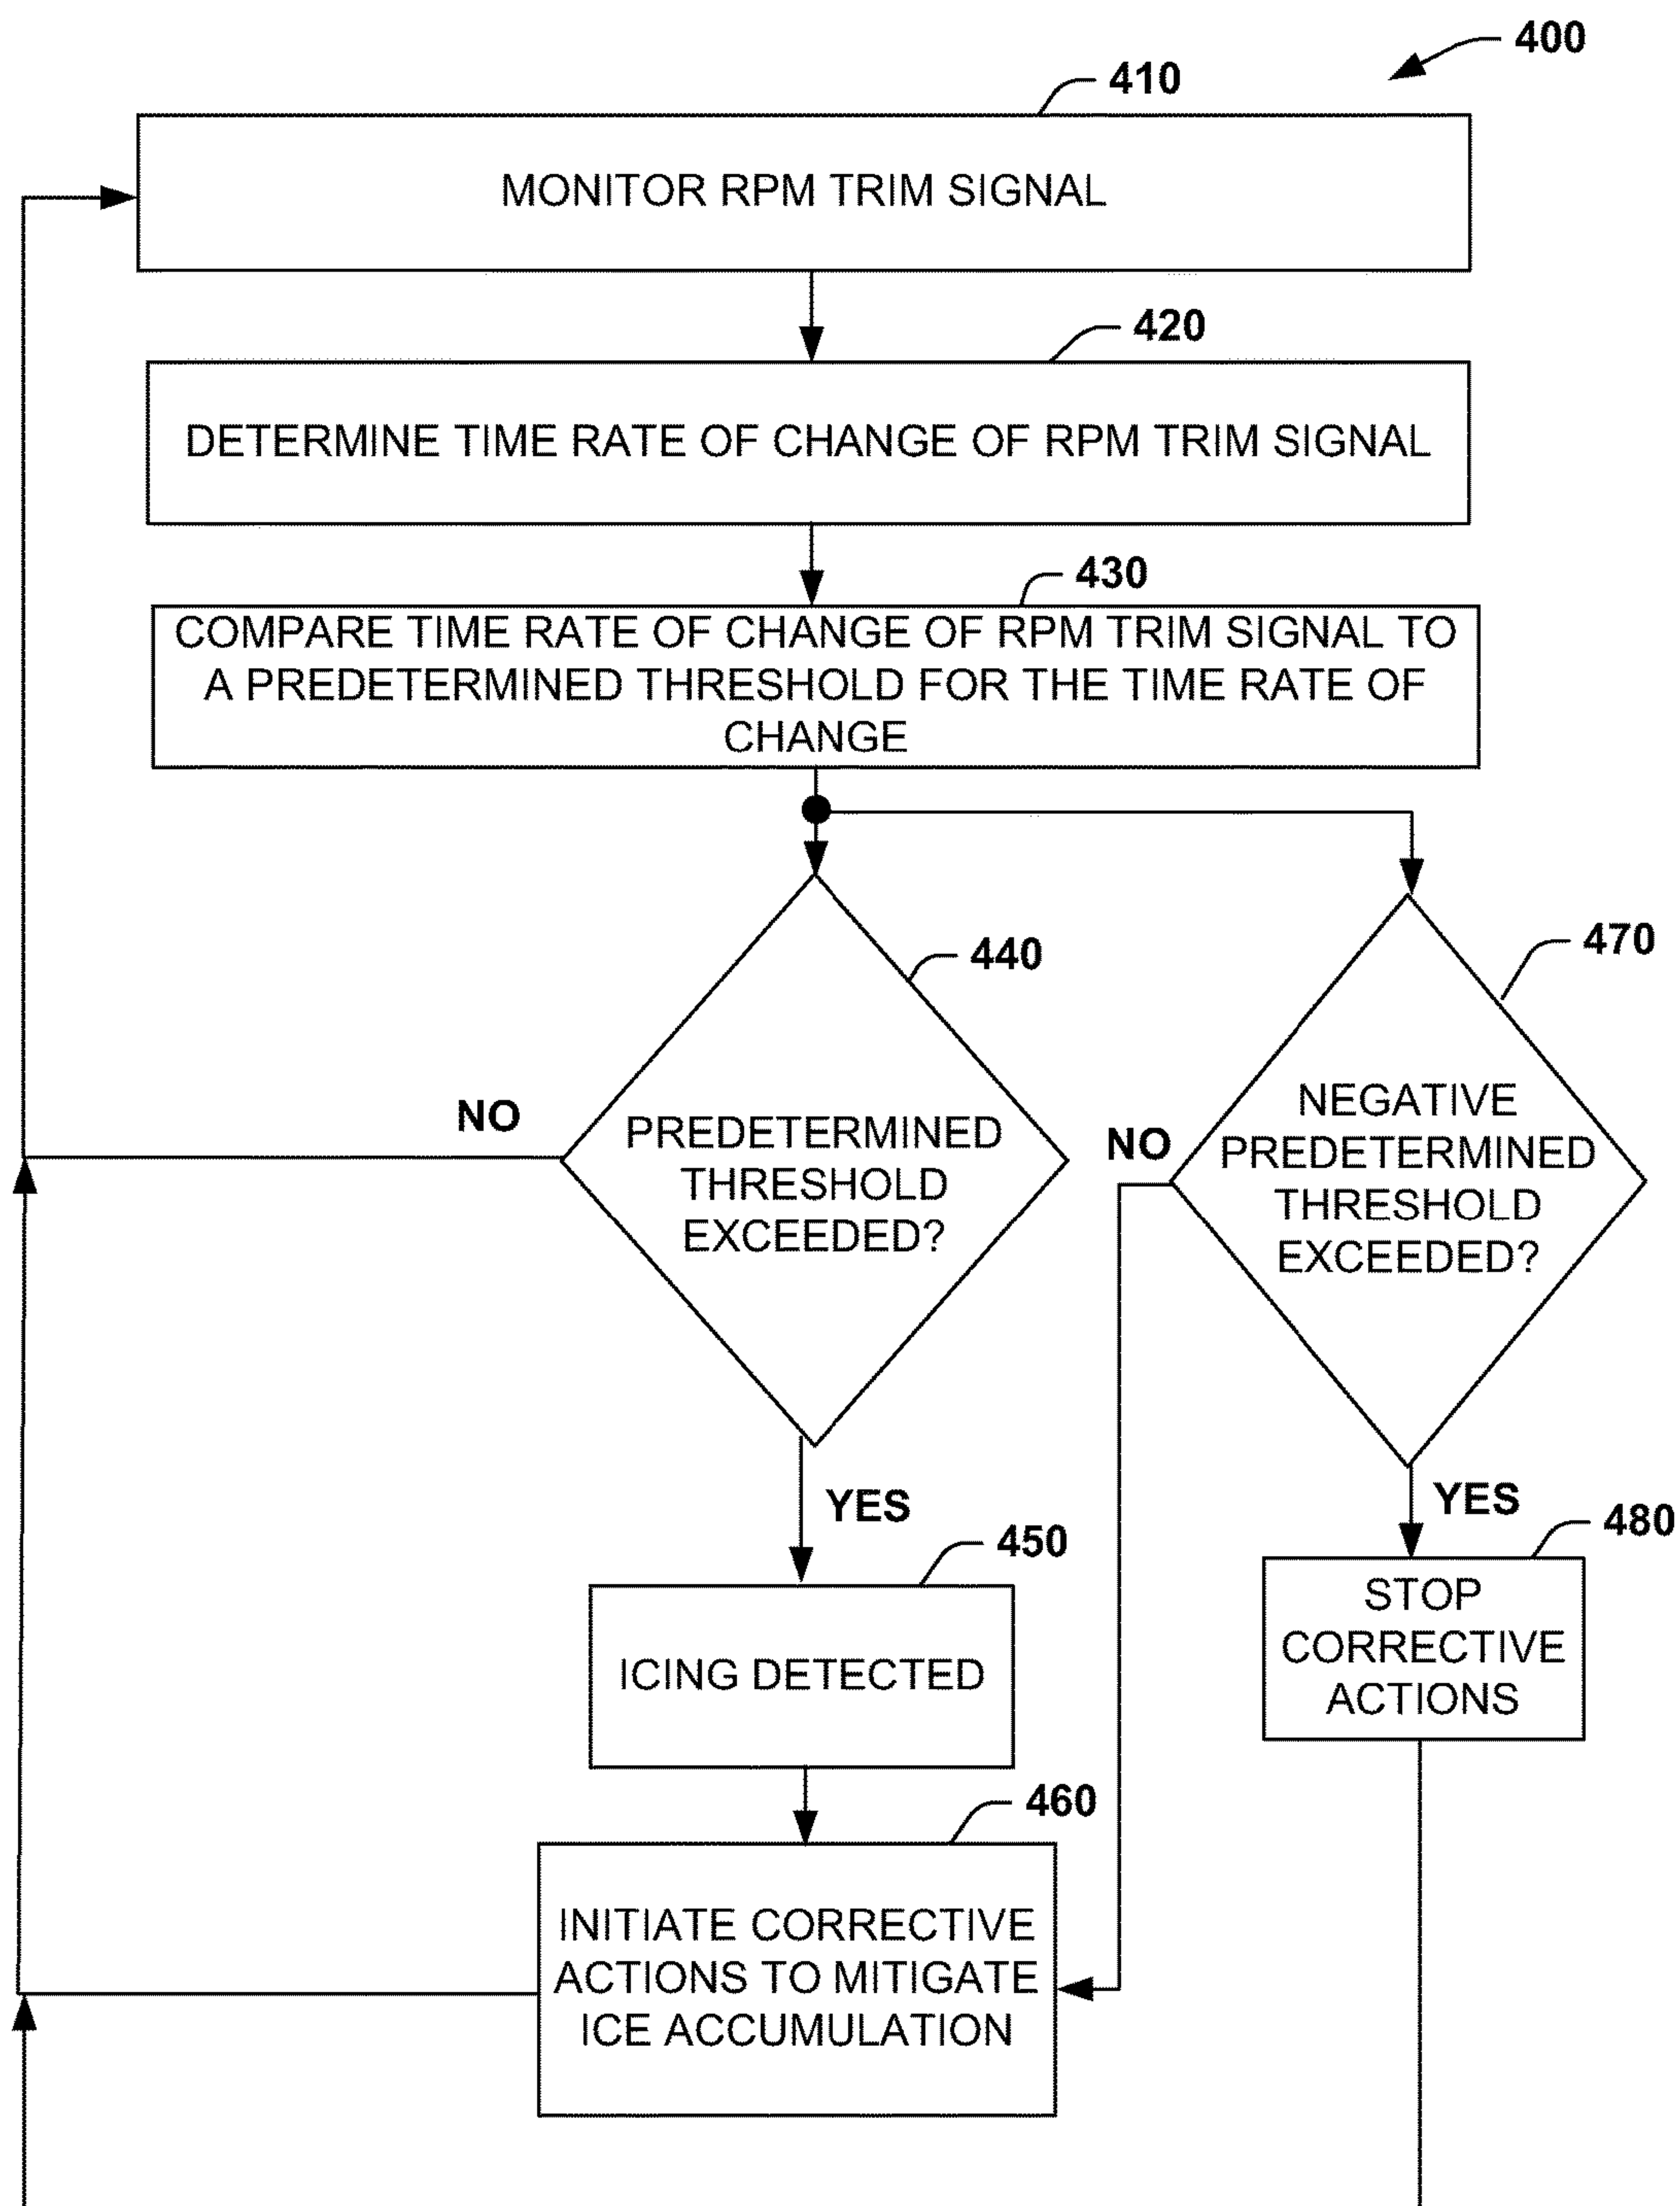 400
410
MONITOR RPM TRIM SIGNAL
420
DETERMINE TIME RATE OF CHANGE OF RPM TRIM SIGNAL
430
COMPARE TIME RATE OF CHANGE OF RPM TRIM SIGNAL TO
A PREDETERMINED THRESHOLD FOR THE TIME RATE OF
CHANGE
440
NO
PREDETERMINED
THRESHOLD
EXCEEDED?
YES
470
NO
NEGATIVE
PREDETERMINED
THRESHOLD
EXCEEDED?
YES
450
ICING DETECTED
480
STOP
CORRECTIVE
ACTIONS
460
INITIATE CORRECTIVE
ACTIONS TO MITIGATE
ICE ACCUMULATION